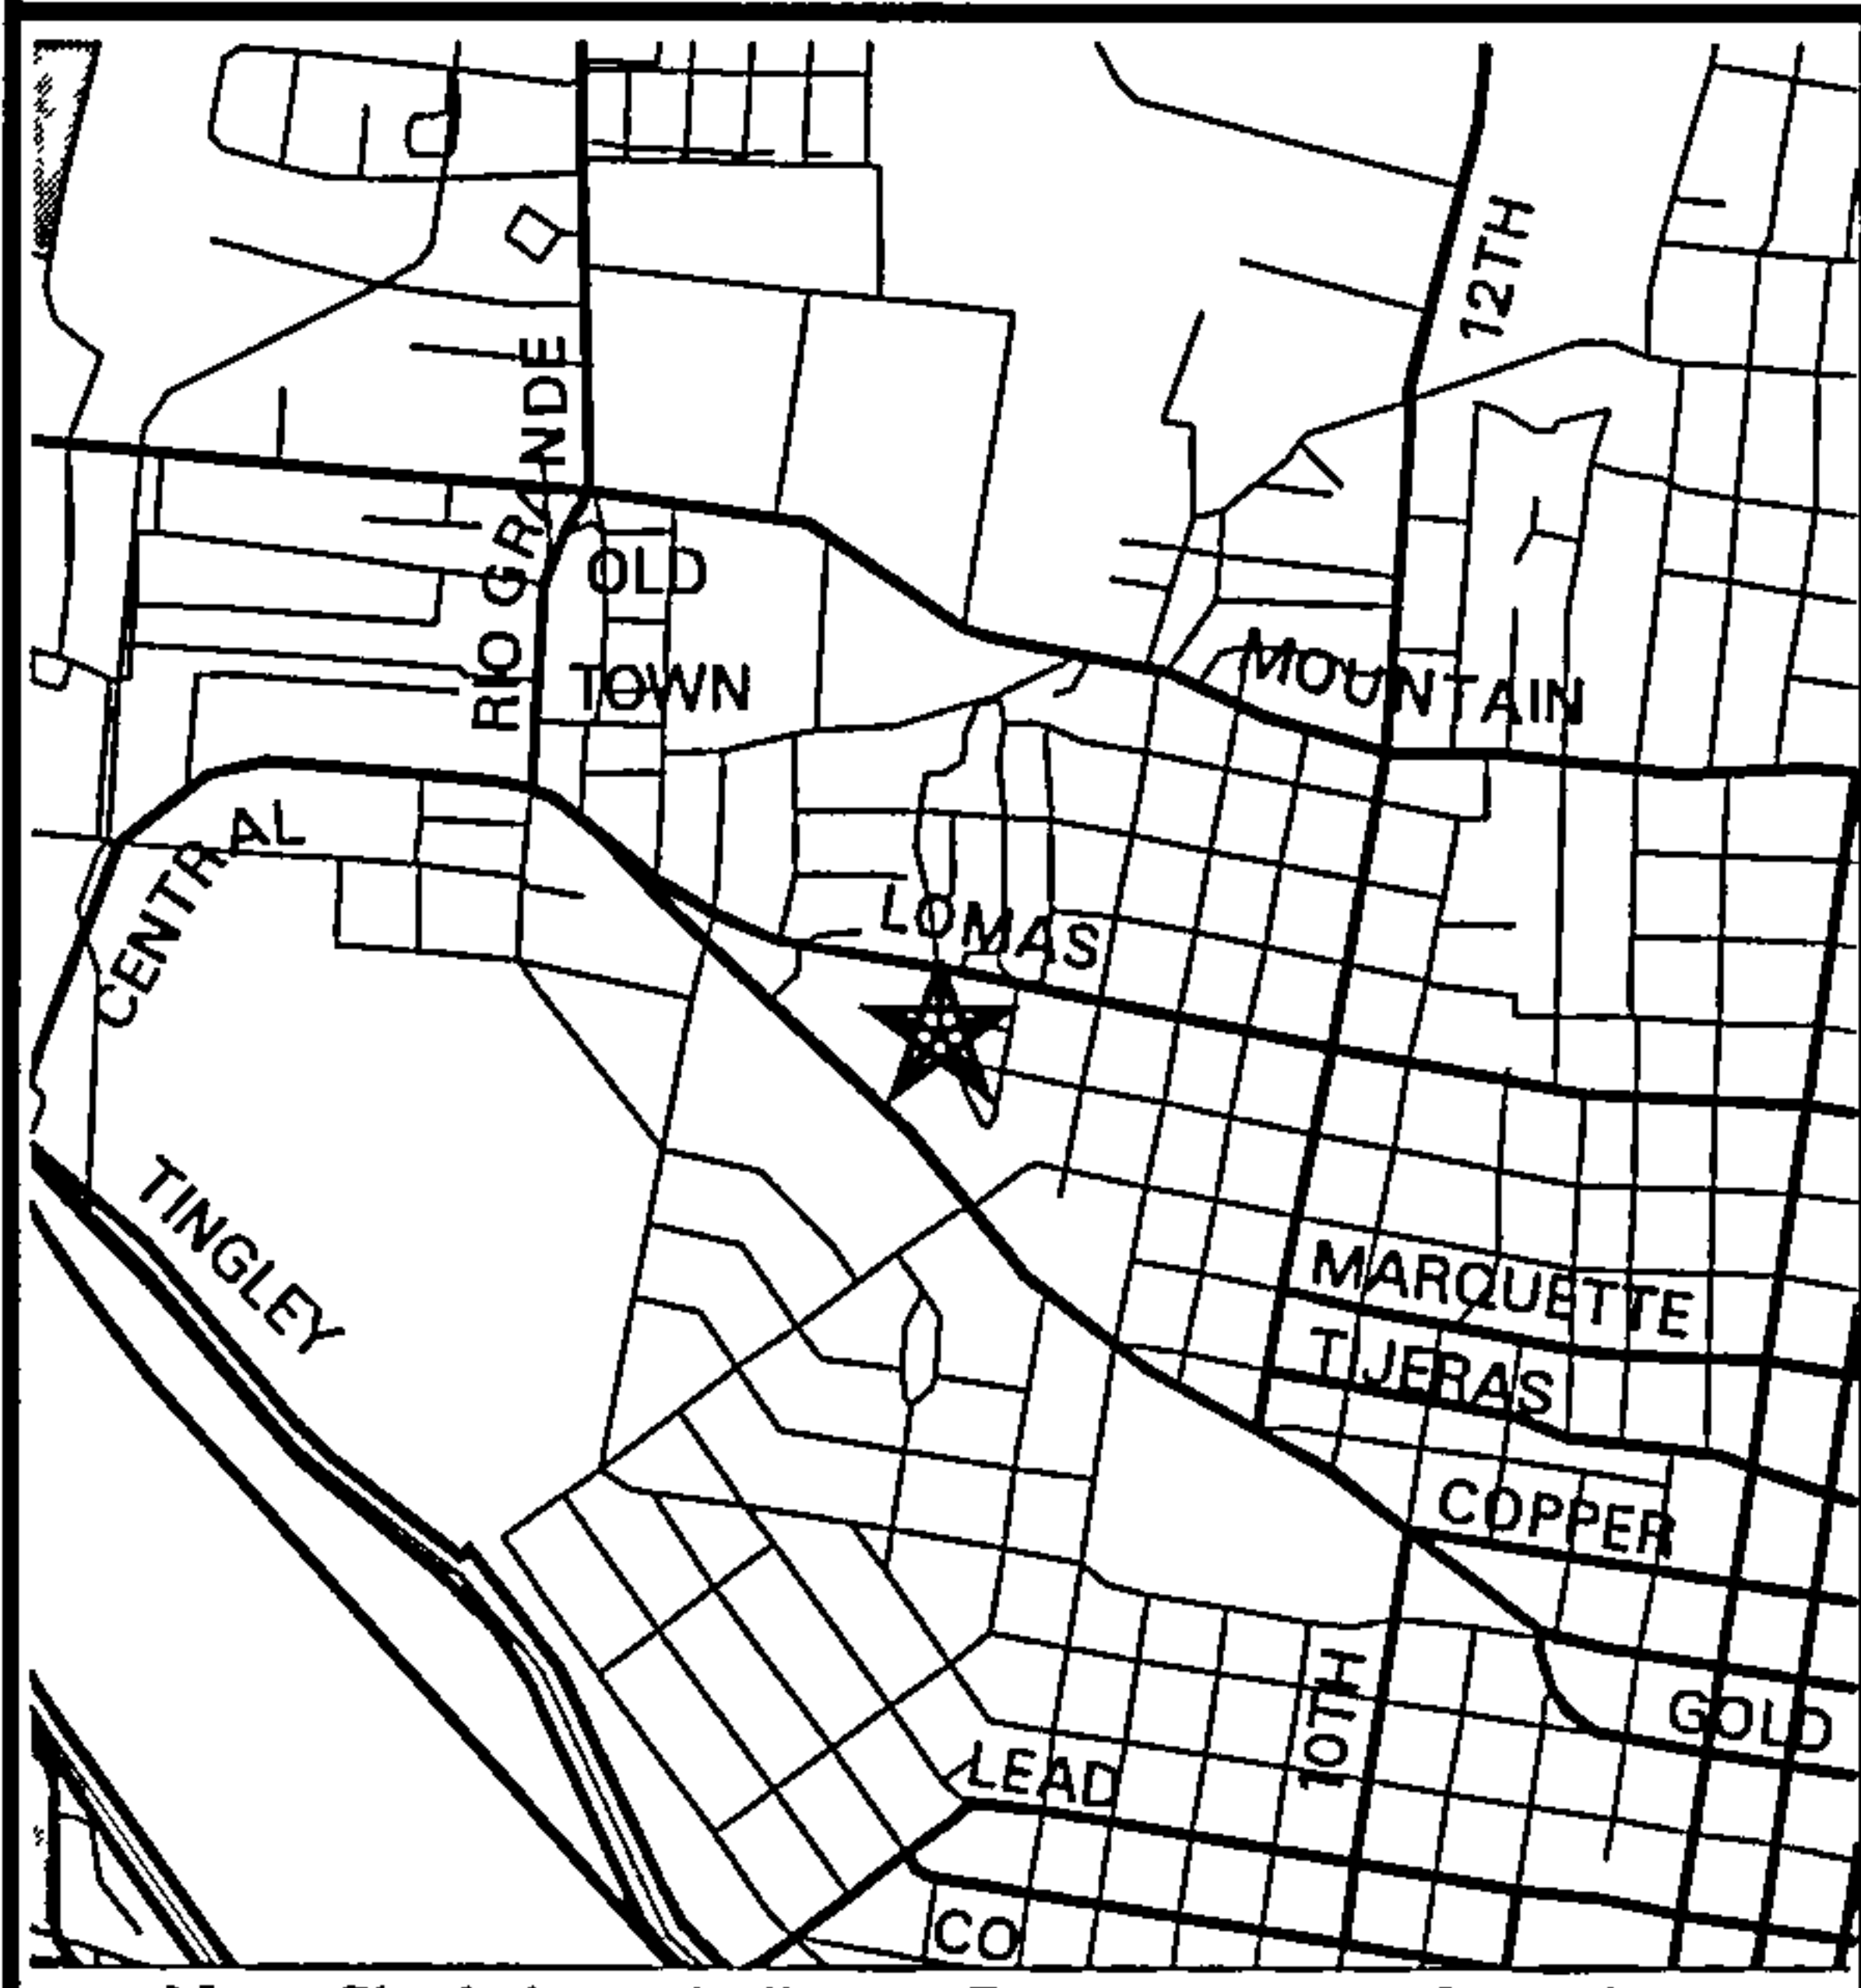 12TH
RIO GRANDE
OLD
TOWN
MOUNTAIN
CENTRAL
LOMAS
TINGLEY
MARQUETTE
TIJERAS
COPPER
10TH
GOLD
LEAD
CO